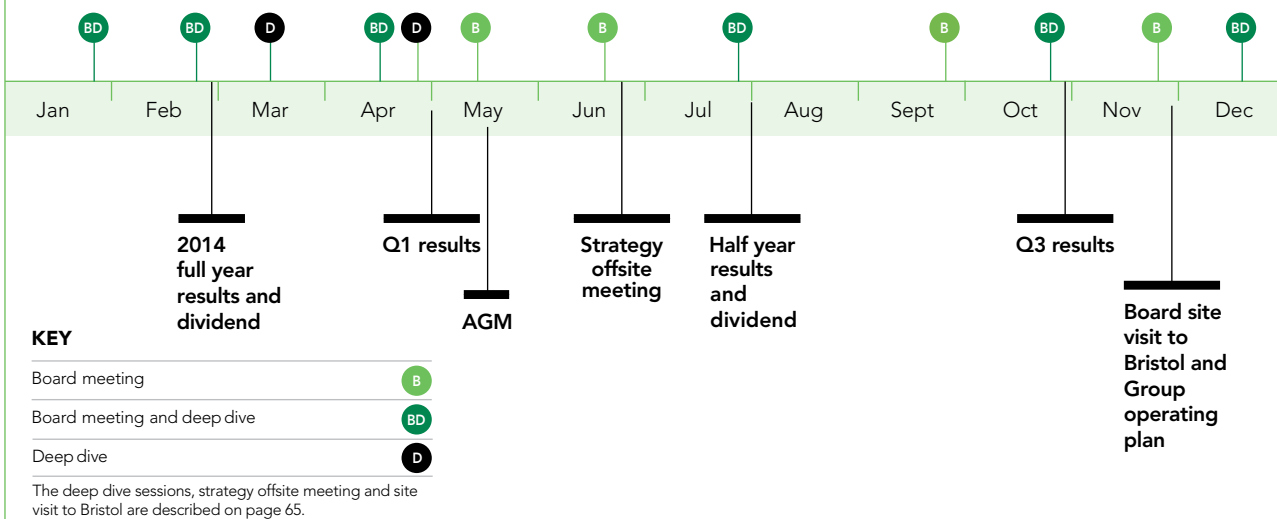 BD
BD
D
BD
D
B
B
BD
B
BD
B
BD
Jan
Feb
Mar
Apr
May
Jun
Jul
Aug
Sept
Oct
Nov
Dec
2014
full year
results and
dividend
Q1 results
AGM
Strategy
offsite
meeting
Half year
results
and
dividend
Q3 results
Board site
visit to
Bristol and
Group
operating
plan
KEY
Board meeting B
Board meeting and deep dive BD
Deep dive D
The deep dive sessions, strategy offsite meeting and site
visit to Bristol are described on page 65.